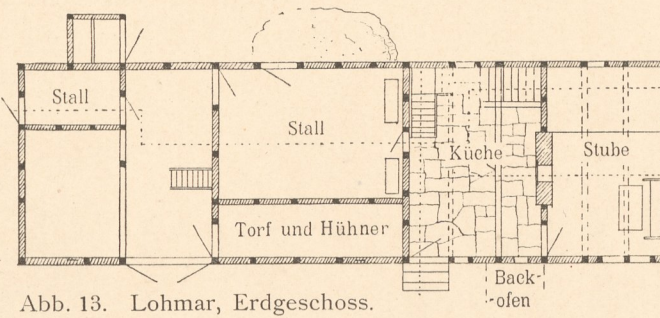 Stall
Stall
Küche
Stube
Torf und Hühner
Back-
ofen
Abb. 13. Lohmar, Erdgeschoss.